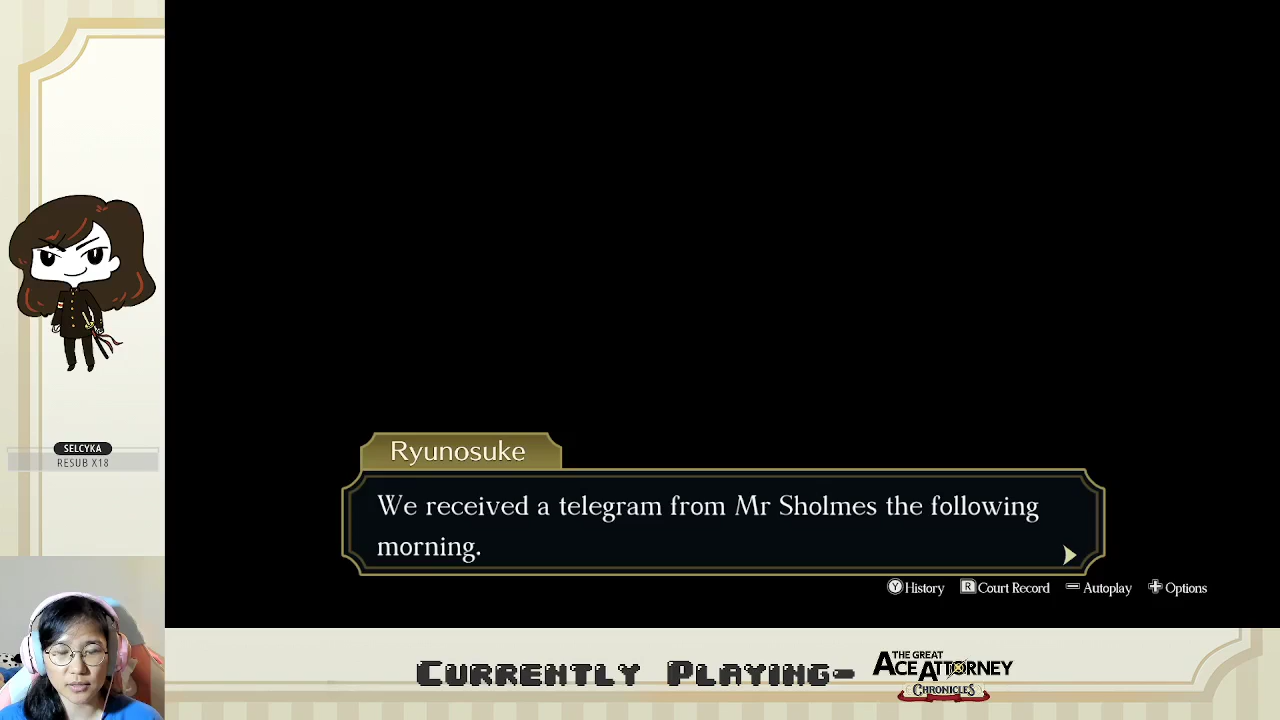 SELCYKA
RESUB X18
Ryunosuke
We received a telegram from Mr Sholmes the following
morning.
Y History R Court Record Autoplay Options
Currently Playing-
THE GREAT
ACE ATTORNEY
CHRONICLES